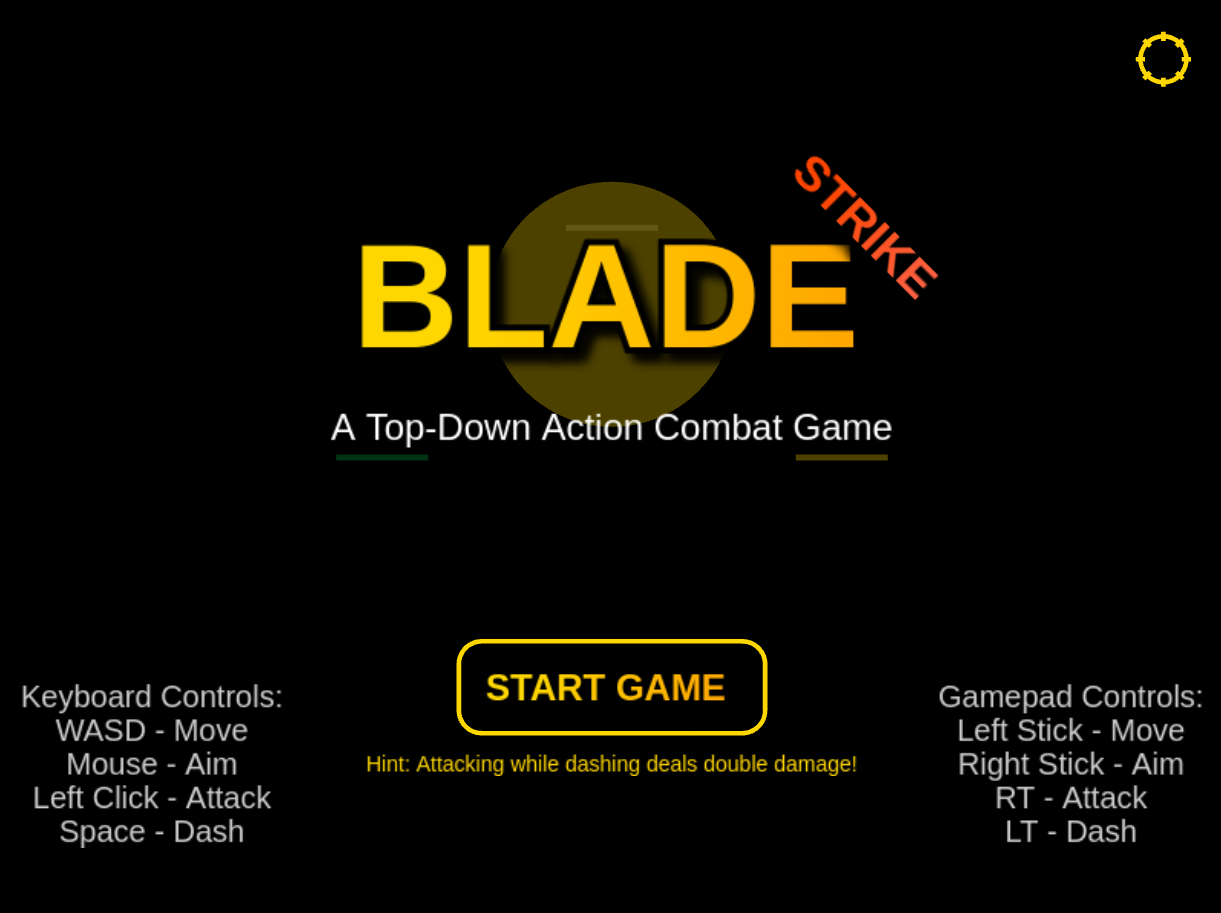 STRIKE
BLADE
A Top-Down Action Combat Game
START GAME
Hint: Attacking while dashing deals double damage!
Keyboard Controls:
WASD - Move
Mouse - Aim
Left Click - Attack
Space - Dash
Gamepad Controls:
Left Stick - Move
Right Stick - Aim
RT - Attack
LT - Dash